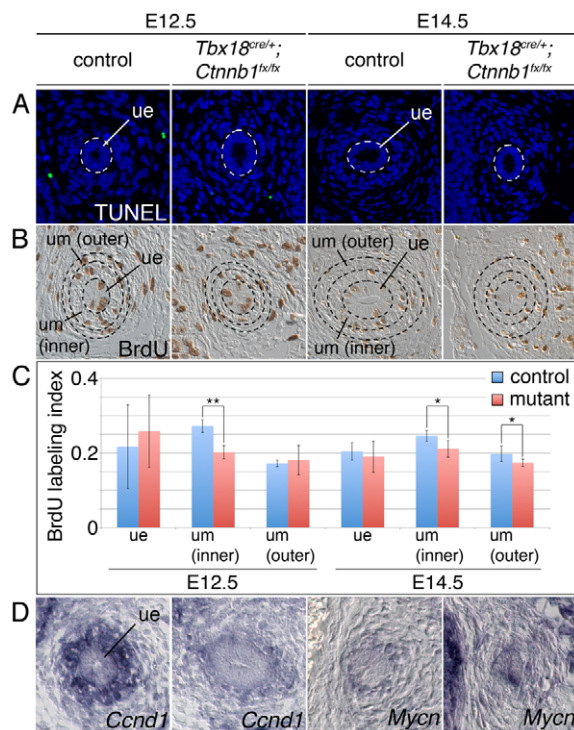 E12.5 E14.5
control Tbx18cre/+; Ctnnb1fx/fx control Tbx18cre/+; Ctnnb1fx/fx
A ue ue
TUNEL
B um (outer) ue um (outer) ue
um (inner) BrdU um (inner)
C 0.4 control
** * mutant
*
BrdU labeling index
0.2
0
ue um (inner) um (outer) ue um (inner) um (outer)
E12.5 E14.5
D ue
Ccnd1 Ccnd1 Mycn Mycn